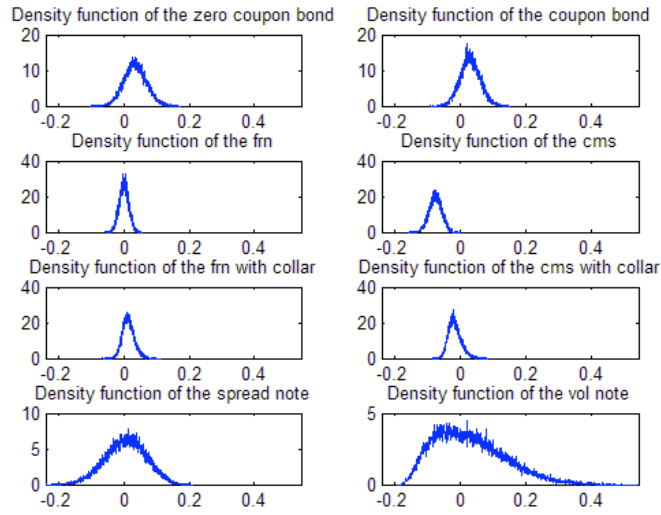 Density function of the zero coupon bond
Density function of the coupon bond
20
10
0
-0.2 0 0.2 0.4
20
10
0
-0.2 0 0.2 0.4
Density function of the frn
Density function of the cms
40
20
0
-0.2 0 0.2 0.4
40
20
0
-0.2 0 0.2 0.4
Density function of the frn with collar
Density function of the cms with collar
40
20
0
-0.2 0 0.2 0.4
40
20
0
-0.2 0 0.2 0.4
Density function of the spread note
Density function of the vol note
10
5
0
-0.2 0 0.2 0.4
5
0
-0.2 0 0.2 0.4